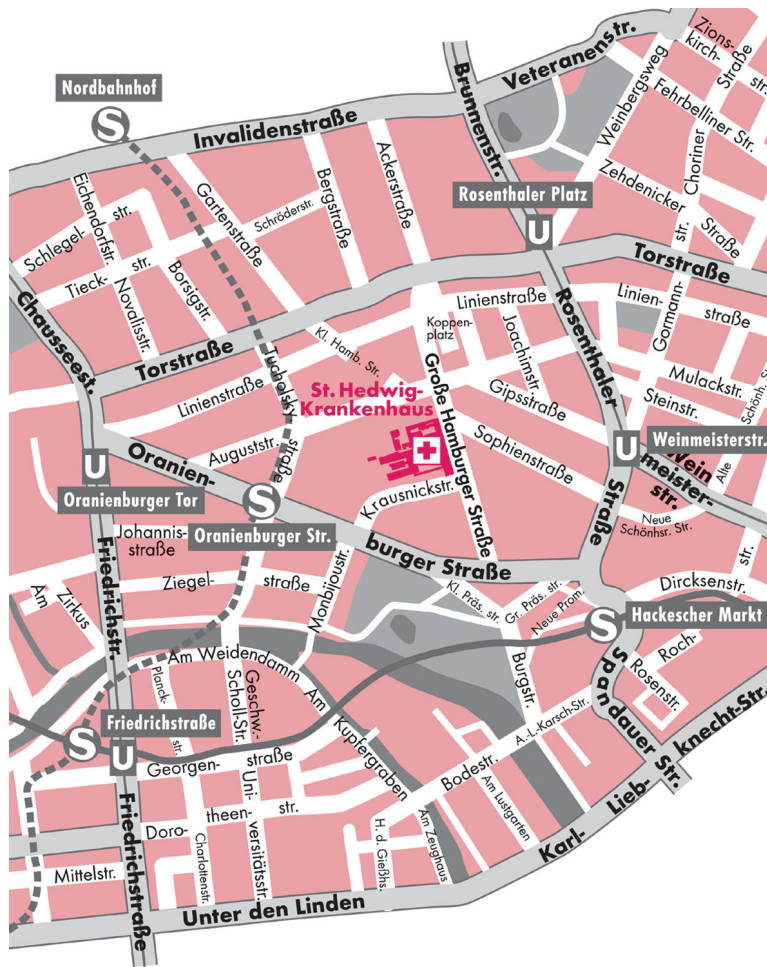 Nordbahnhof
S
Invalidenstraße
Veteranenstr.
Brunnenstr.
Zions-
kirch-
str.
Straße
Fehrbelliner Str.
Weinbergsweg
Choriner
str.
Zehdenicker
Straße
Rosenthaler Platz
U
Eichendorfstr.
Schlegel-
str.
Gartenstraße
Schröderstr.
Bergstraße
Ackerstraße
Tieck-
str.
Novalisstr.
Borsigstr.
Chausseest.
Torstraße
Torstraße
Linienstraße
Linien-
straße
Gormann-
Kl. Hamb. Str.
Koppen-
platz
Joachimstr.
Rosenthaler
Straße
Mulackstr.
Steinstr.
Alte
Schönh. Str.
Tucholsky
straße
Linienstraße
St. Hedwig-
Krankenhaus
Große Hamburger Straße
Gipsstraße
Sophienstraße
U
Weinmeisterstr.
Wein
meister-
str.
Neue
Schönhsr. Str.
Auguststr.
Oranien-
burger Straße
U
Oranienburger Tor
S
Oranienburger Str.
Krausnickstr.
Johannis-
straße
Friedrichstr.
Ziegel-
straße
Monbijoustr.
Am
Zirkus
Kl. Präs. str.
Gr. Präs. str.
Neue Prom.
Dircksenstr.
str.
S
Hackescher Markt
Roch-
Rosenstr.
Spandauer Str.
Burgstr.
Am Weidendamm
Am
Kupfergraben
Planck-
str.
Geschw.-
Scholl-Str.
Friedrichstraße
S
U
Georgen-
straße
A.-L.-Karsch-Str.
Bodestr.
Am Lustgarten
Am Zeughaus
Uni-
versitätsstr.
Doro-
theen-
str.
Charlottenstr.
H. d. Gießhs.
Mittelstr.
Friedrichstraße
Unter den Linden
Karl-
Lieb-
knecht-Str.